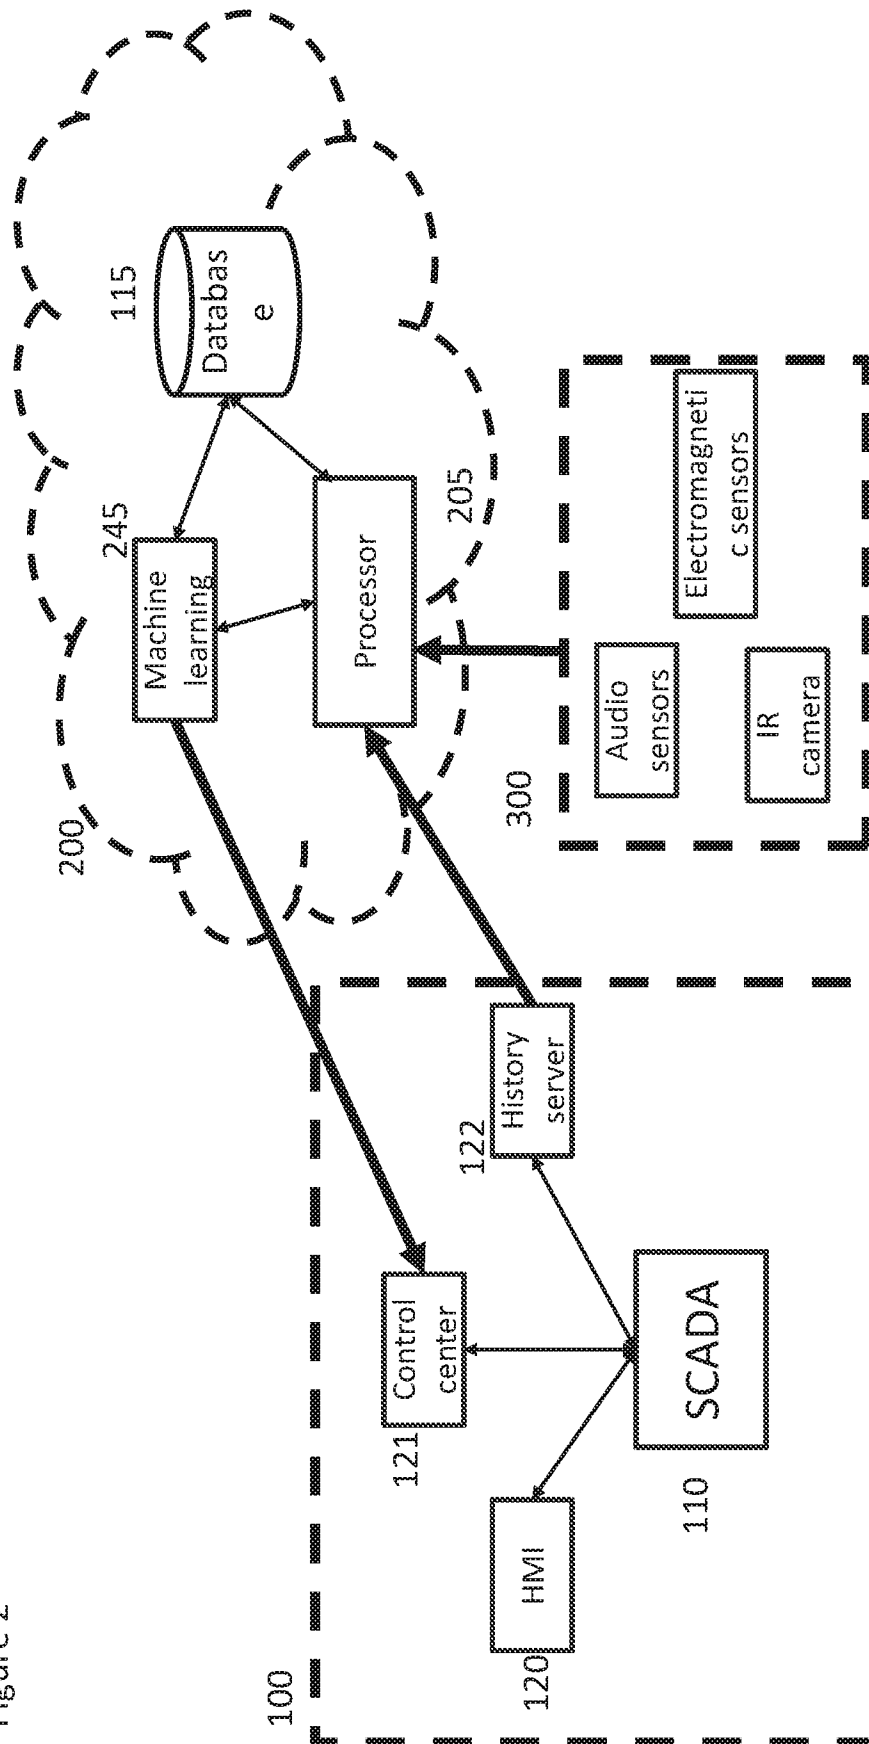 Figure 2
200
245
Machine
learning
115
Databas
e
Processor
205
100
121
Control
center
122
History
server
300
Audio
sensors
Electromagneti
c sensors
IR
camera
120
HMI
110
SCADA